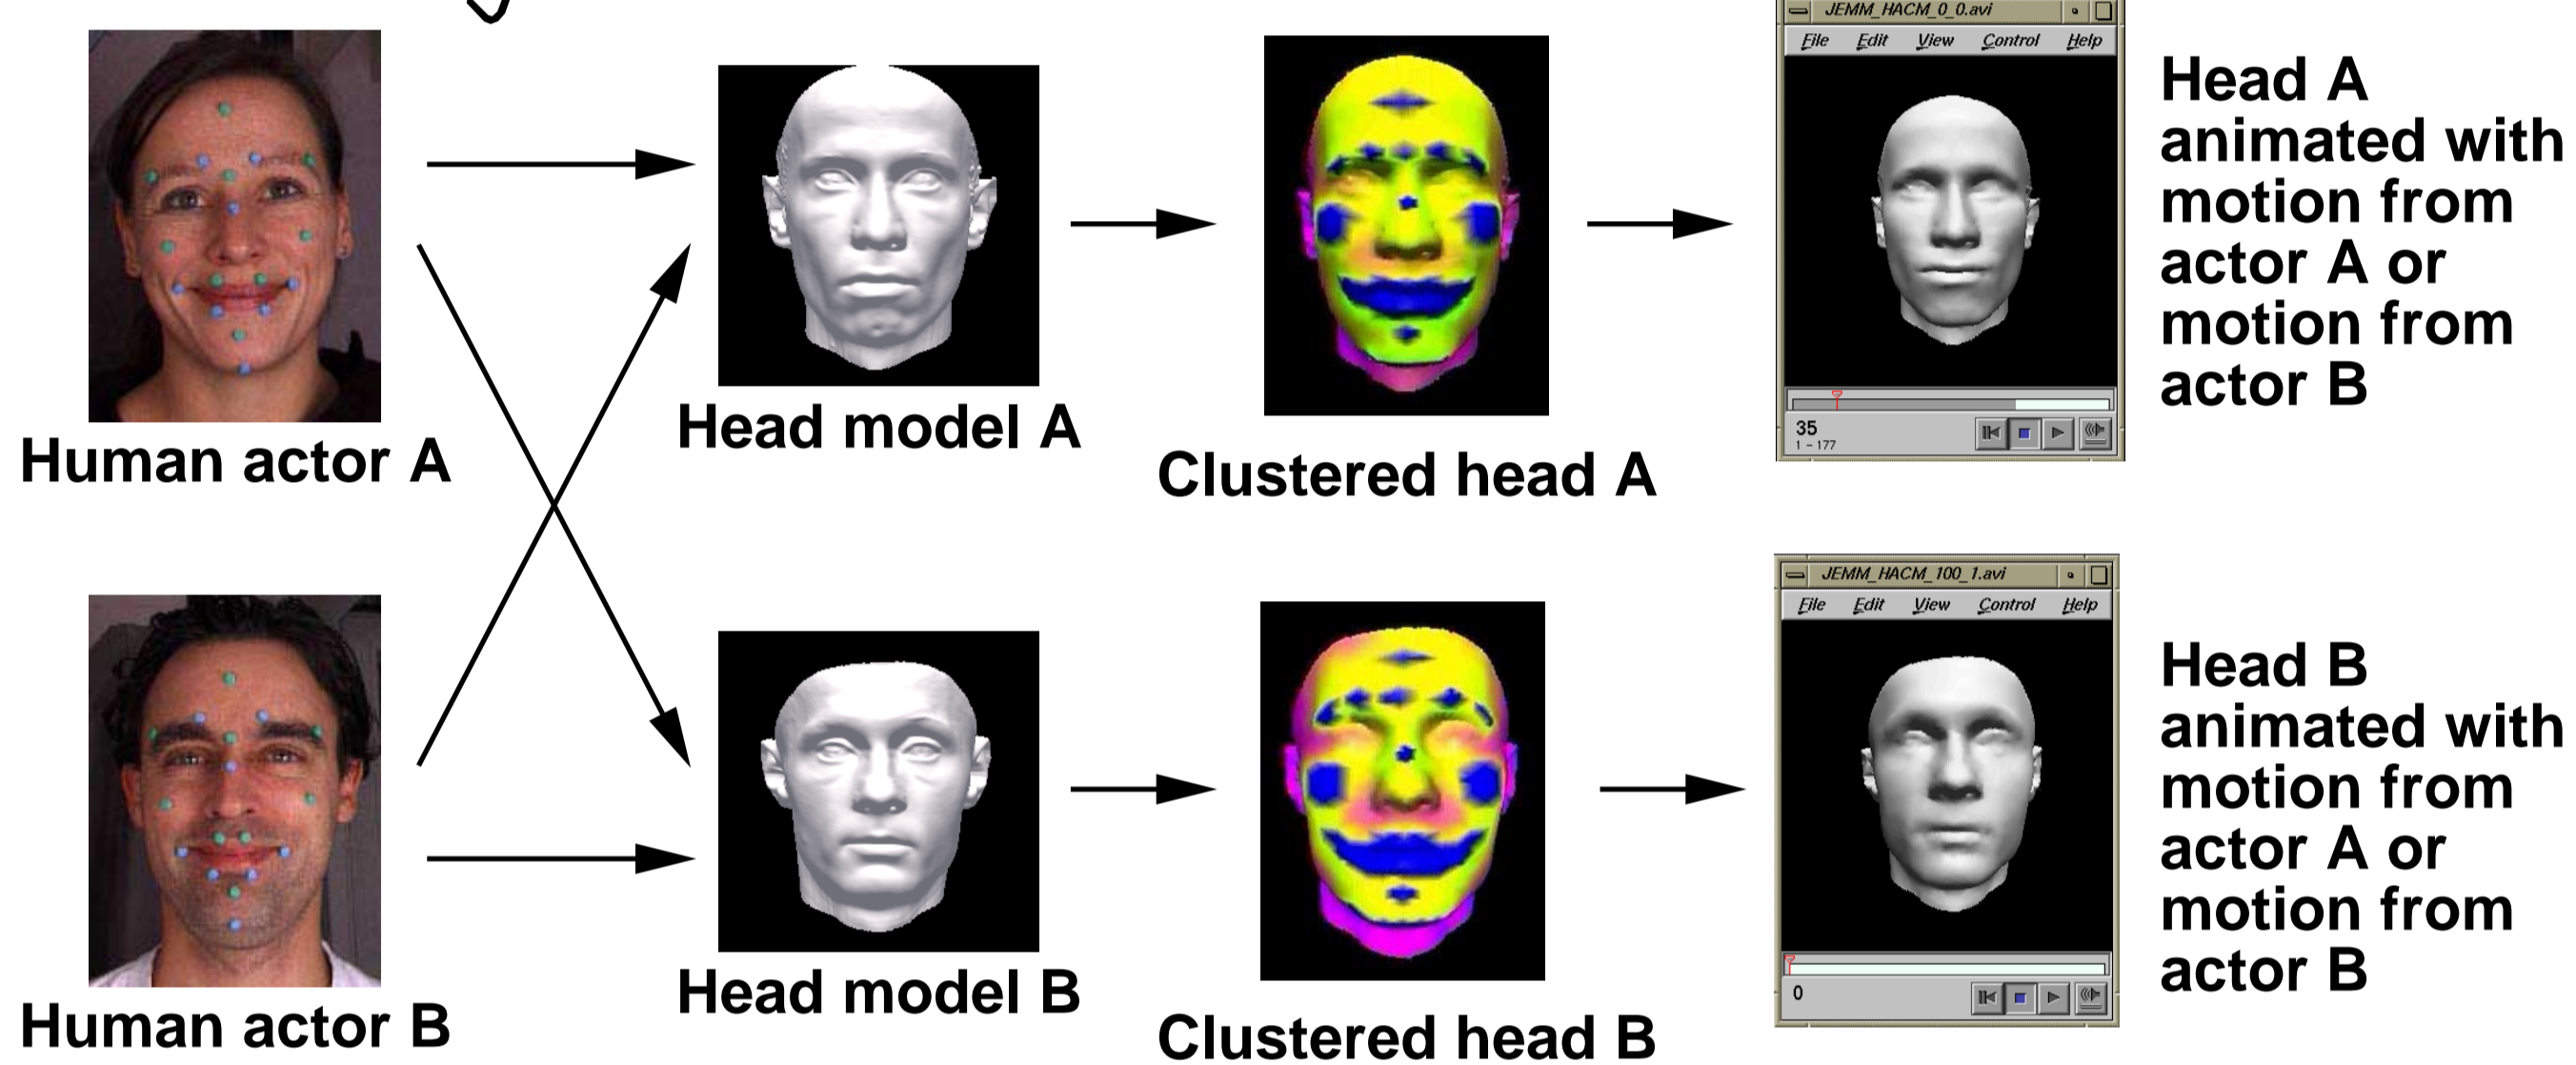 JEMM_HACM_0_0.avi
File Edit View Control Help
35
1 - 177
Head A
animated with
motion from
actor A or
motion from
actor B
Human actor A
Head model A
Clustered head A
JEMM_HACM_100_1.avi
File Edit View Control Help
0
Head B
animated with
motion from
actor A or
motion from
actor B
Human actor B
Head model B
Clustered head B